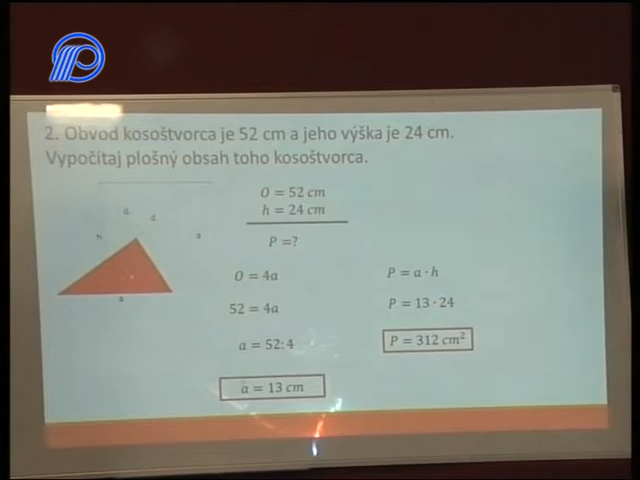 2. Obvod kosoštvorca je 52 cm a jeho výška je 24 cm.
Vypočítaj plošný obsah toho kosoštvorca.
O = 52 cm
h = 24 cm
P =?
O = 4a
52 = 4a
a = 52:4
a = 13 cm
P = a · h
P = 13 · 24
P = 312 cm²
d
d
h
a
a